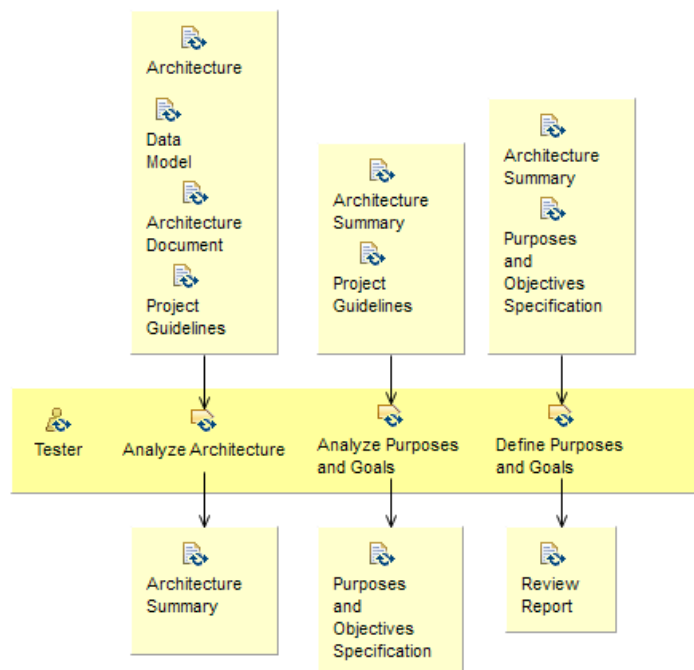 Architecture
Data
Model
Architecture
Document
Project
Guidelines
Architecture
Summary
Project
Guidelines
Architecture
Summary
Purposes
and
Objectives
Specification
Tester
Analyze Architecture
Analyze Purposes
and Goals
Define Purposes
and Goals
Architecture
Summary
Purposes
and
Objectives
Specification
Review
Report